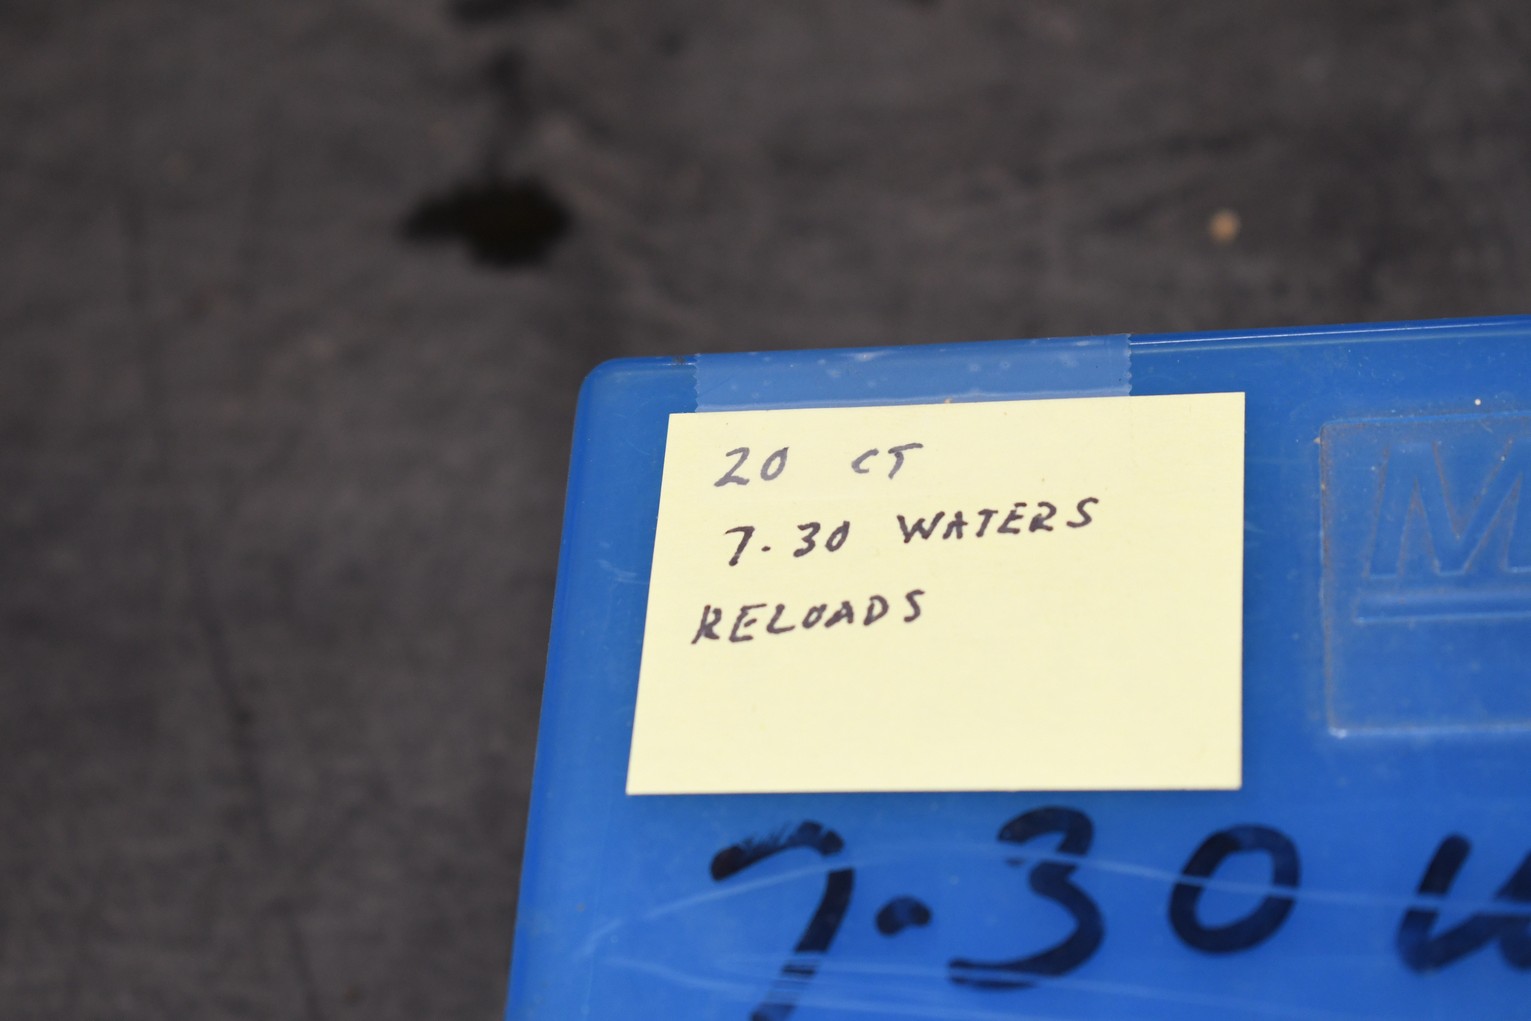 20 CT
7.30 WATERS
RELOADS
M
7.30 W